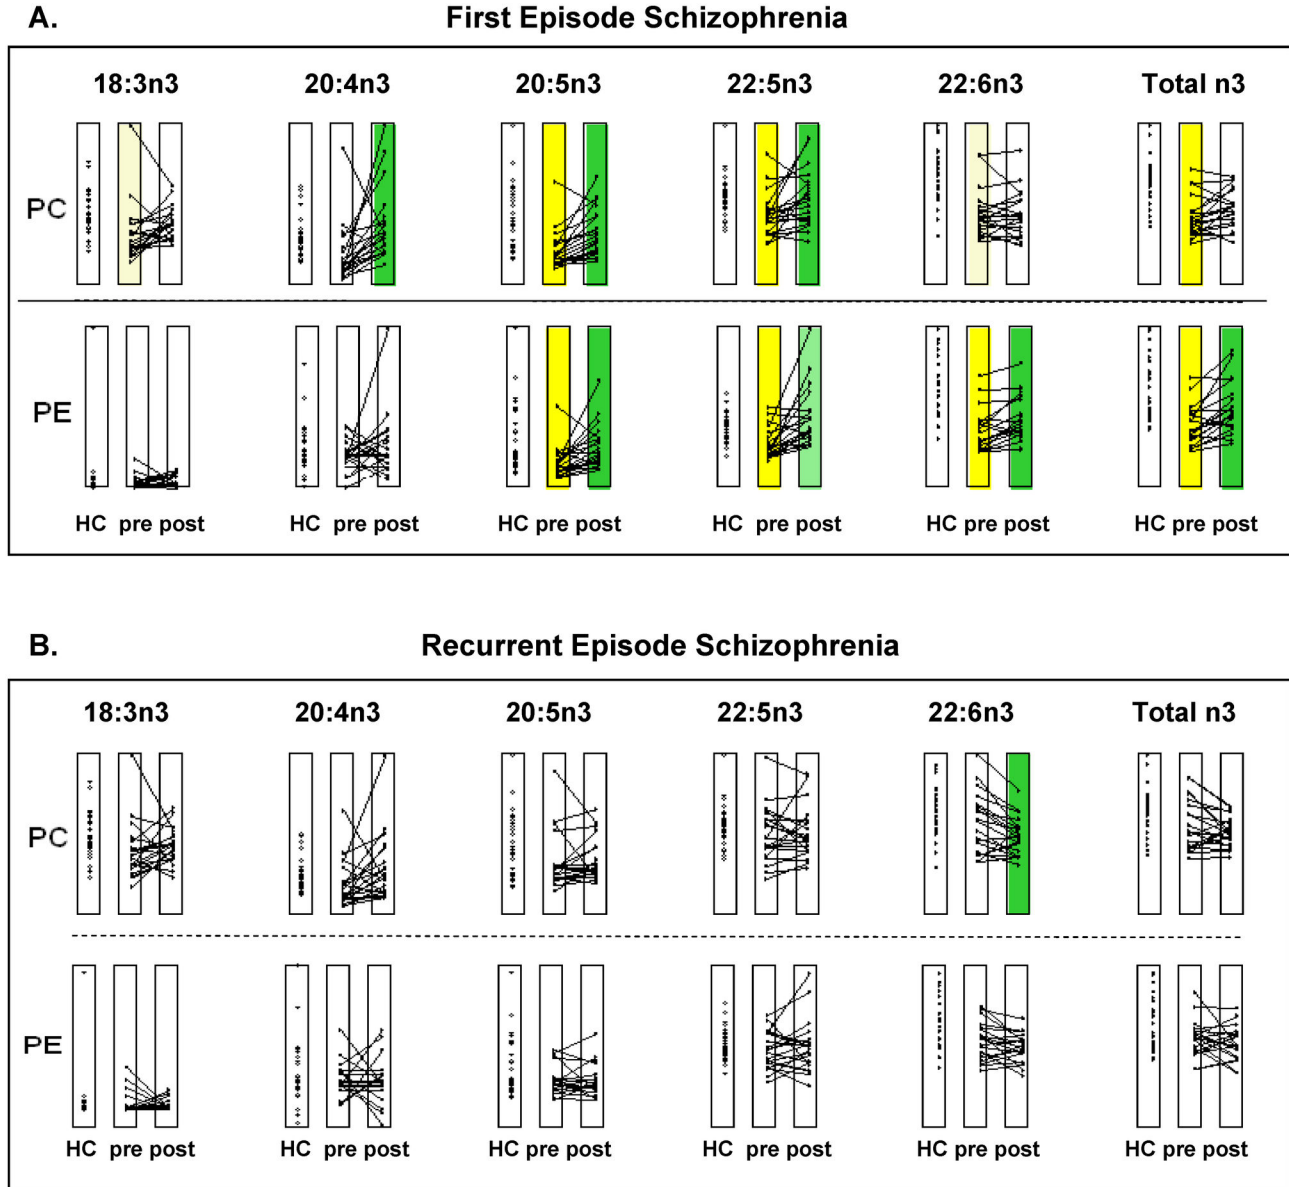 A. First Episode Schizophrenia
18:3n3 20:4n3 20:5n3 22:5n3 22:6n3 Total n3
PC
PE
HC pre post HC pre post HC pre post HC pre post HC pre post HC pre post
B. Recurrent Episode Schizophrenia
18:3n3 20:4n3 20:5n3 22:5n3 22:6n3 Total n3
PC
PE
HC pre post HC pre post HC pre post HC pre post HC pre post HC pre post